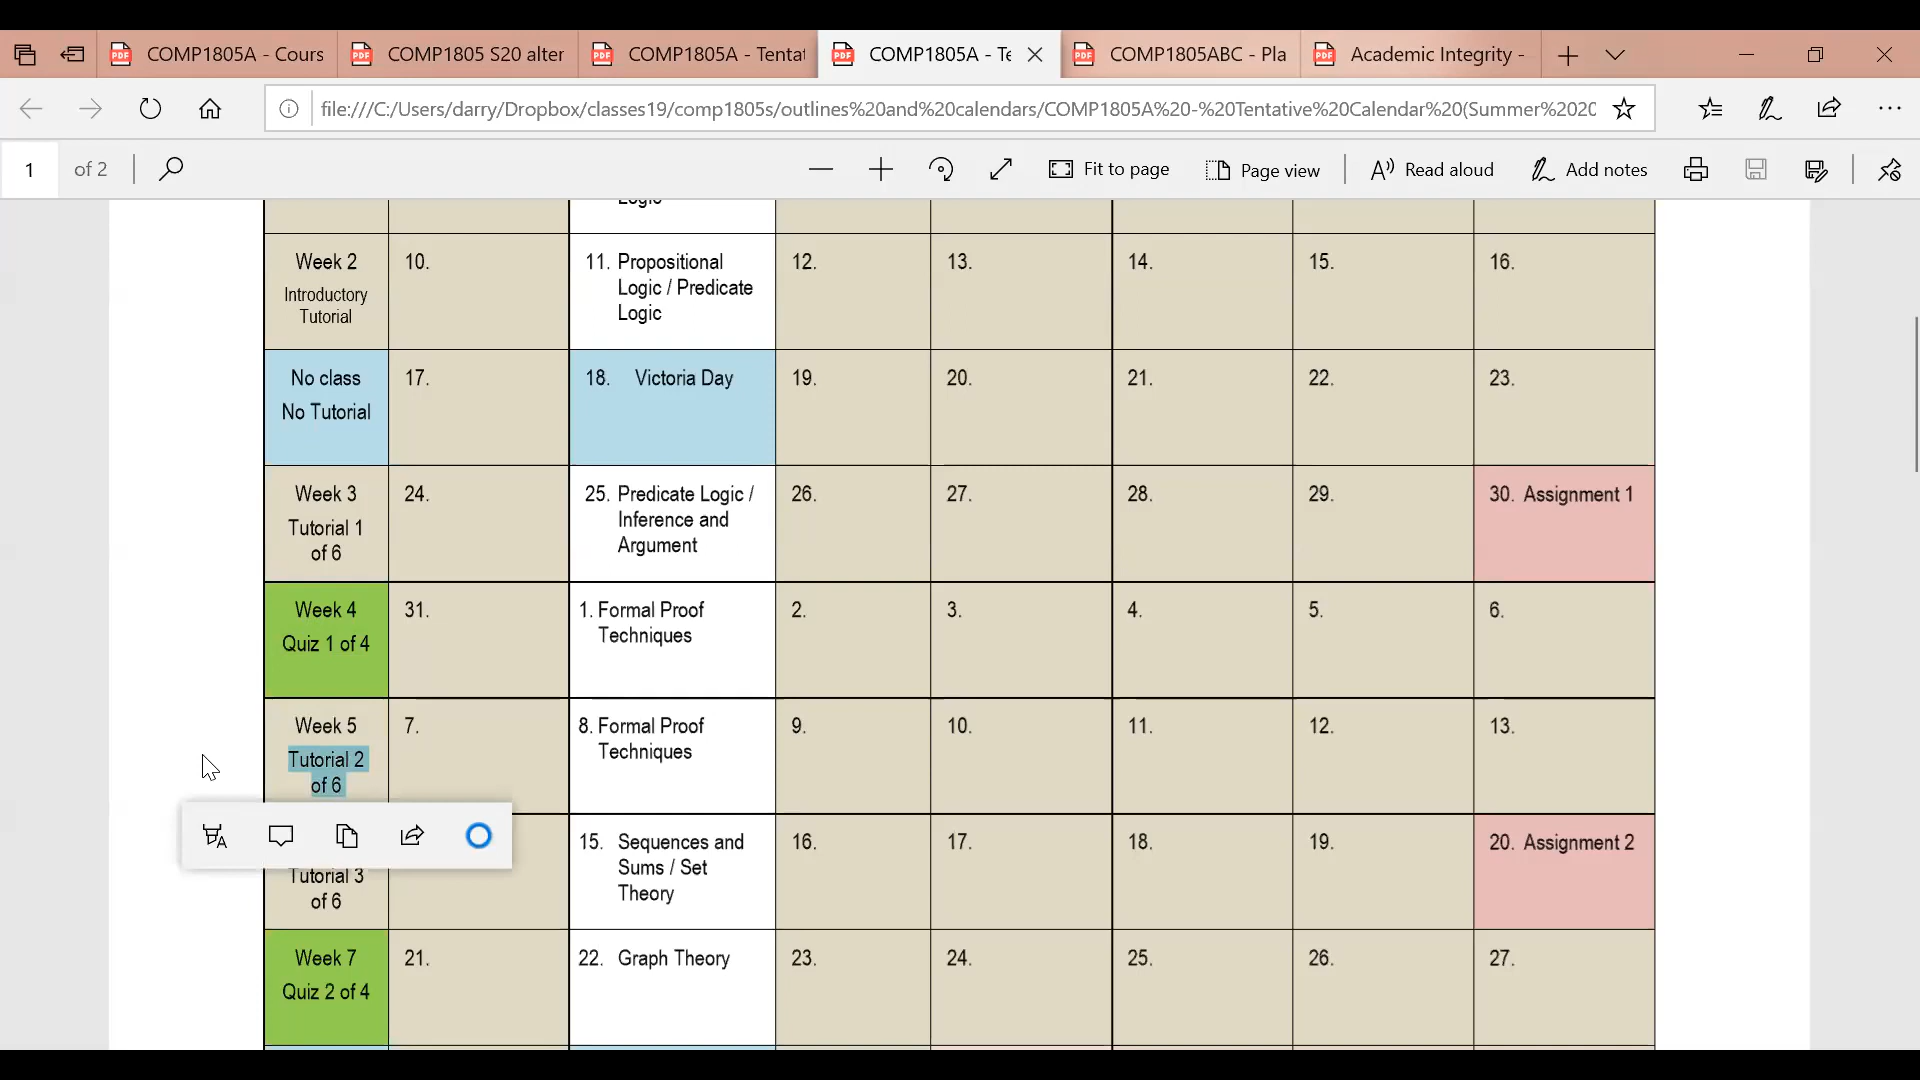 COMP1805A - Cours
COMP1805 S20 alter
COMP1805A - Tentat
COMP1805A - Te
COMP1805ABC - Pla
Academic Integrity -
file:///C:/Users/darry/Dropbox/classes19/comp1805s/outlines%20and%20calendars/COMP1805A%20-%20Tentative%20Calendar%20(Summer%202C
1 of 2
Fit to page
Page view
Read aloud
Add notes
Logic
Week 2
Introductory
Tutorial
10.
11. Propositional
Logic / Predicate
Logic
12.
13.
14.
15.
16.
No class
No Tutorial
17.
18. Victoria Day
19.
20.
21.
22.
23.
Week 3
Tutorial 1
of 6
24.
25. Predicate Logic /
Inference and
Argument
26.
27.
28.
29.
30. Assignment 1
Week 4
Quiz 1 of 4
31.
1. Formal Proof
Techniques
2.
3.
4.
5.
6.
Week 5
Tutorial 2
of 6
7.
8. Formal Proof
Techniques
9.
10.
11.
12.
13.
Tutorial 3
of 6
15. Sequences and
Sums / Set
Theory
16.
17.
18.
19.
20. Assignment 2
Week 7
Quiz 2 of 4
21.
22. Graph Theory
23.
24.
25.
26.
27.